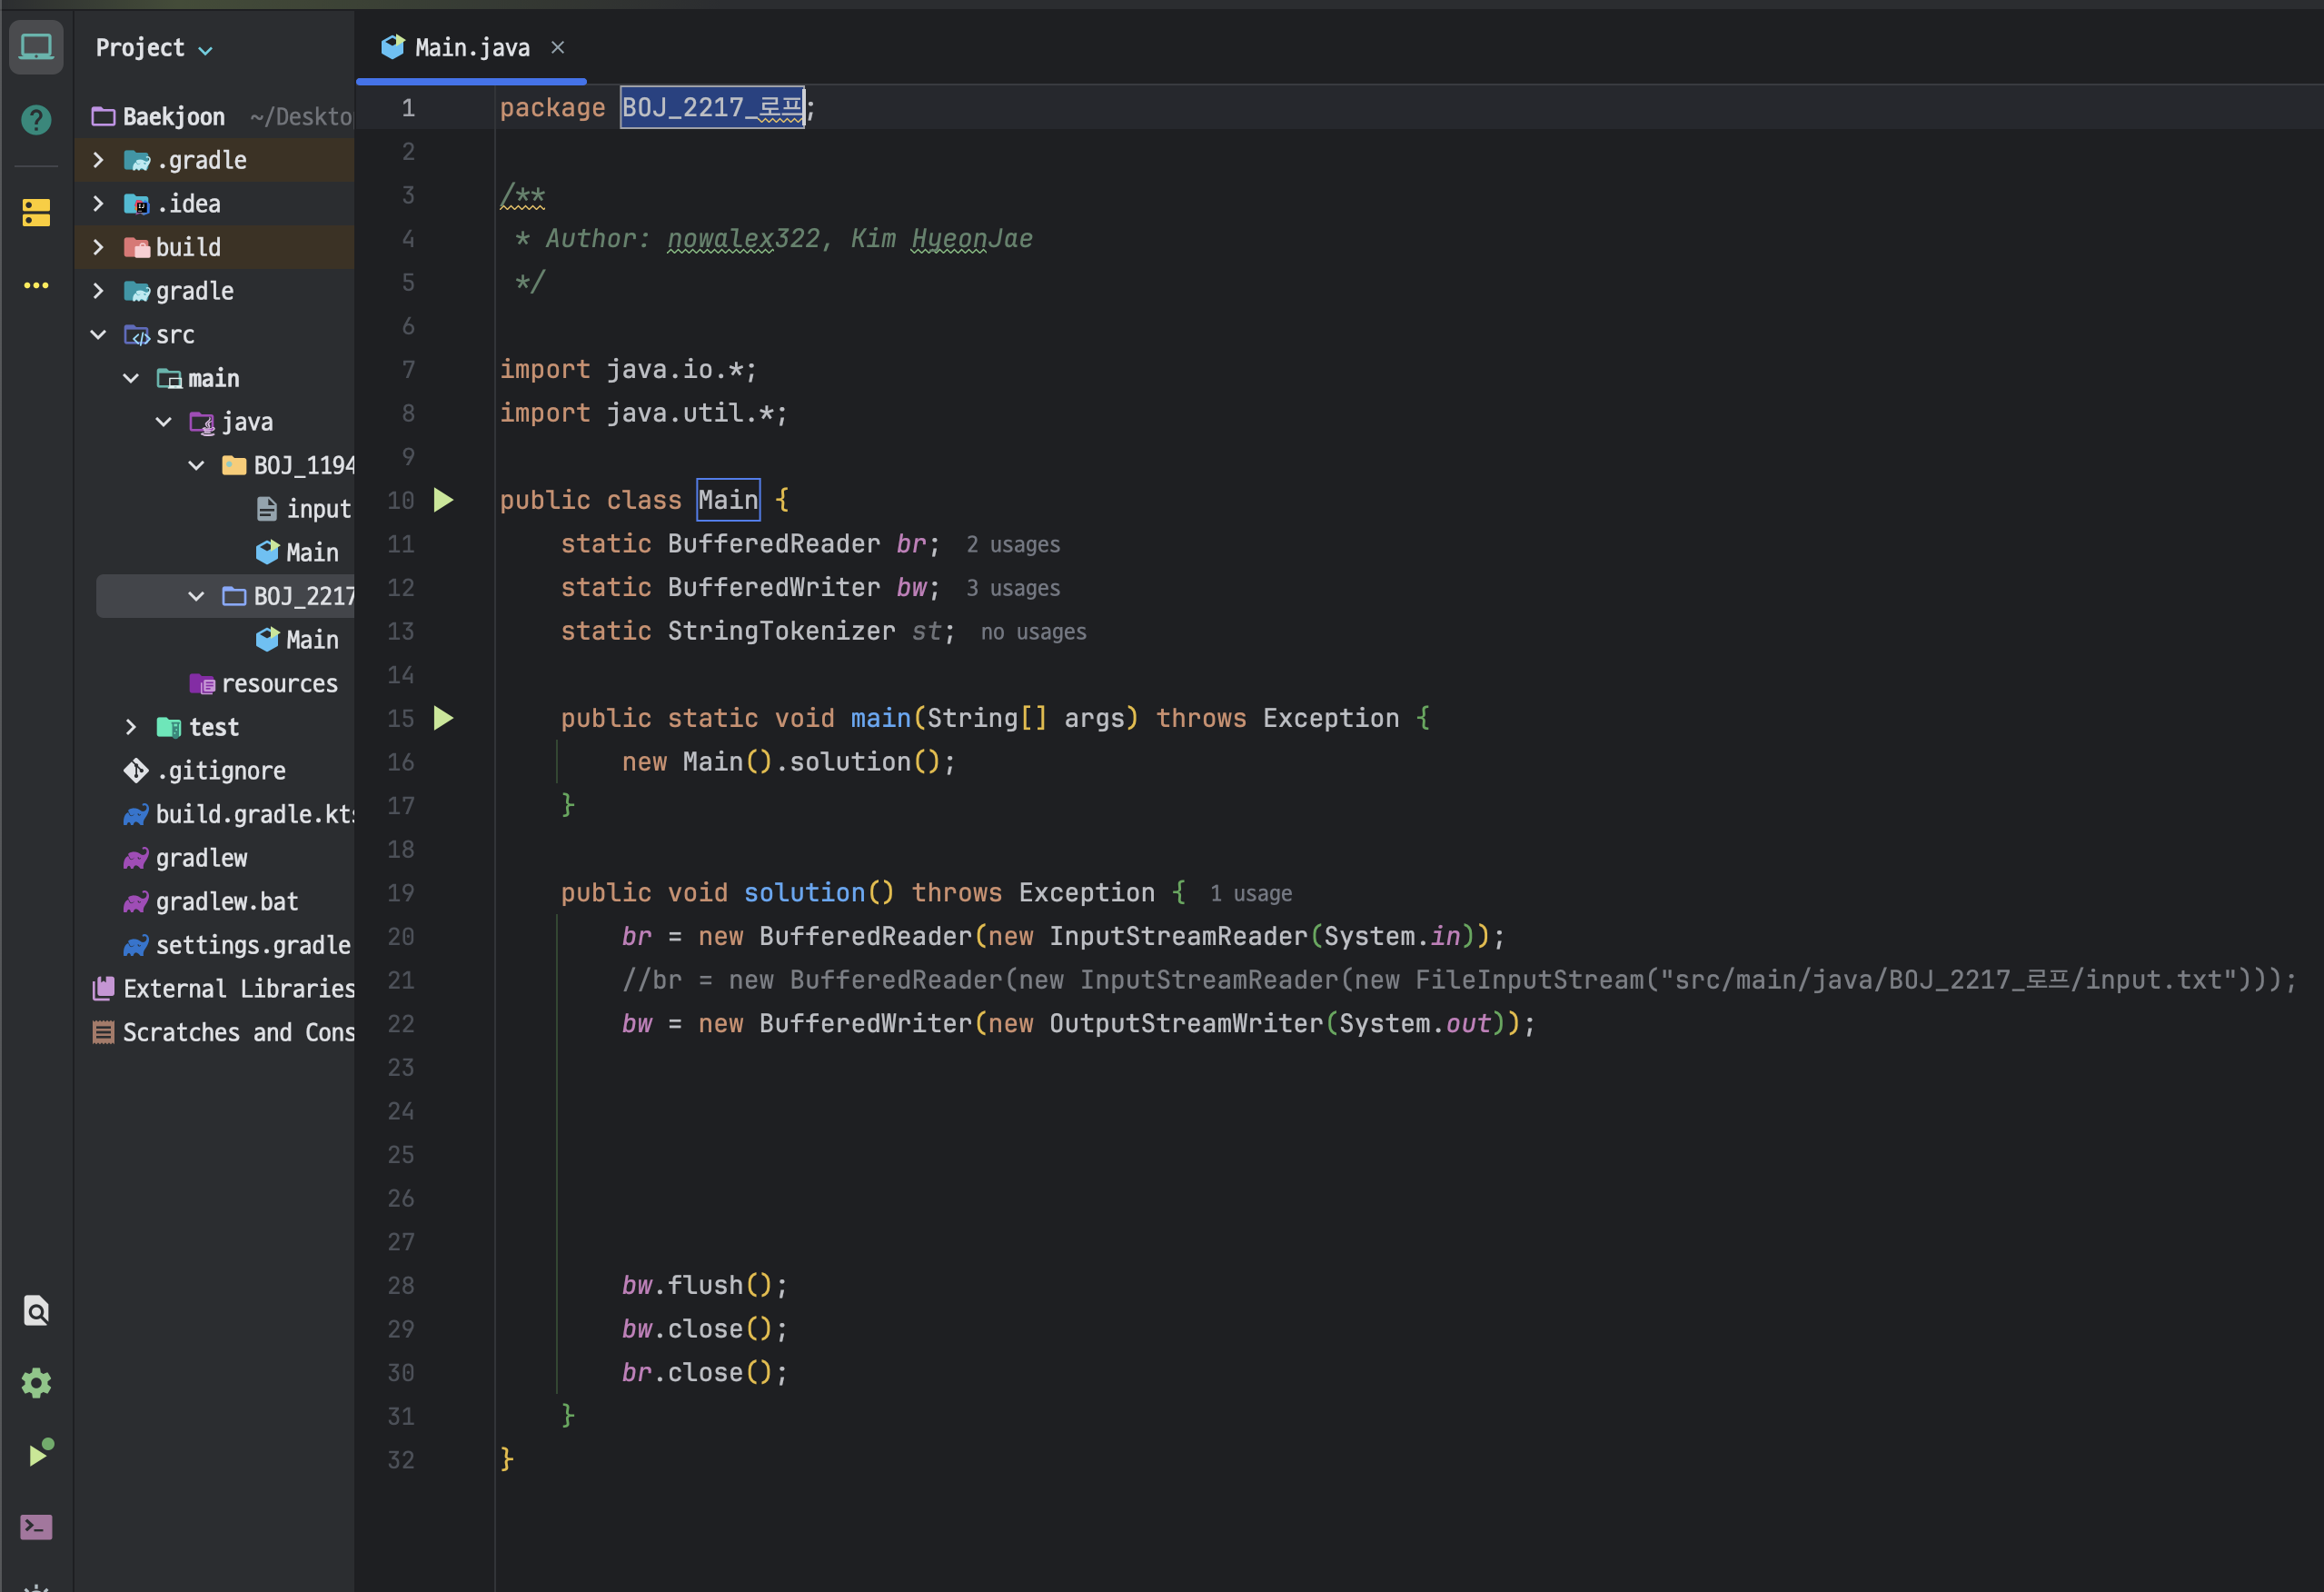 Project
Baekjoon ~/Deskto
.gradle
.idea
build
gradle
src
main
java
BOJ_1194
input
Main
BOJ_2217
Main
resources
test
.gitignore
build.gradle.kts
gradlew
gradlew.bat
settings.gradle
External Libraries
Scratches and Cons
Main.java
1 package BOJ_2217_로프;
2
3 /**
4 * Author: nowalex322, Kim HyeonJae
5 */
6
7 import java.io.*;
8 import java.util.*;
9
10 public class Main {
11 static BufferedReader br; 2 usages
12 static BufferedWriter bw; 3 usages
13 static StringTokenizer st; no usages
14
15 public static void main(String[] args) throws Exception {
16 new Main().solution();
17 }
18
19 public void solution() throws Exception { 1 usage
20 br = new BufferedReader(new InputStreamReader(System.in));
21 //br = new BufferedReader(new InputStreamReader(new FileInputStream("src/main/java/BOJ_2217_로프/input.txt")));
22 bw = new BufferedWriter(new OutputStreamWriter(System.out));
23
24
25
26
27
28 bw.flush();
29 bw.close();
30 br.close();
31 }
32 }